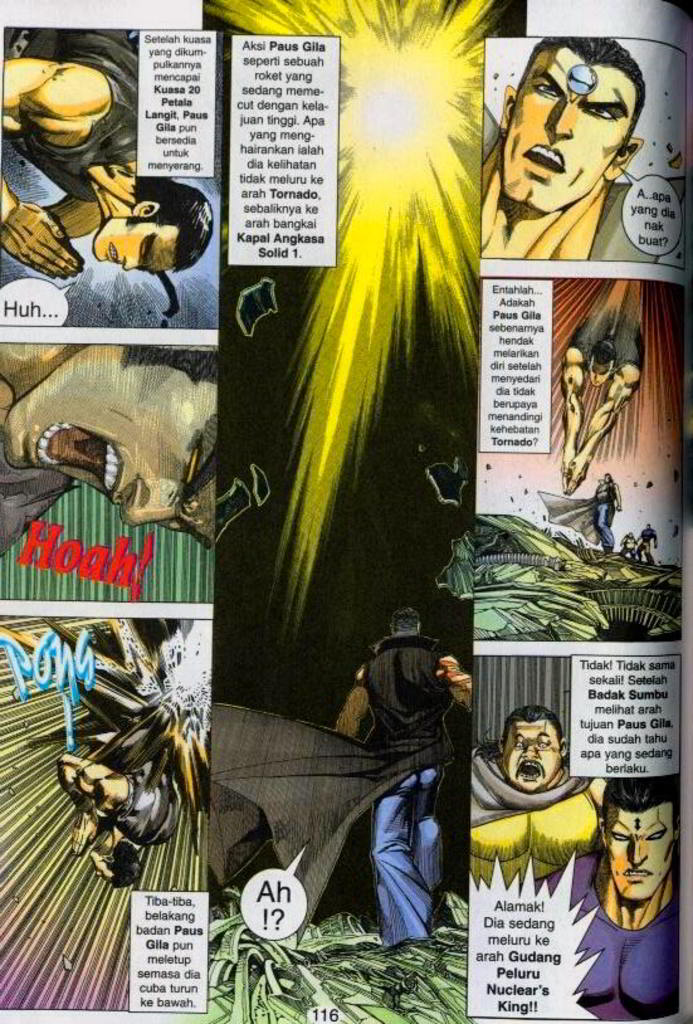 Setelah kuasa
yang dikum-
pulkannya
mencapai
Kuasa 20
Petala
Langit, Paus
Gila pun
bersedia
untuk
menyerang.
Huh...
Hoah!
Pong
Tiba-tiba,
belakang
badan Paus
Gila pun
meletup
semasa dia
cuba turun
ke bawah.
Aksi Paus Gila
seperti sebuah
roket yang
sedang meme-
cut dengan kela-
juan tinggi. Apa
yang meng-
hairankan ialah
dia kelihatan
tidak meluru ke
arah Tornado,
sebaliknya ke
arah bangkai
Kapal Angkasa
Solid 1.
Ah
!?
A..apa
yang dia
nak
buat?
Entahlah...
Adakah
Paus Gila
sebenarnya
hendak
melarikan
diri setelah
menyedari
dia tidak
berupaya
menandingi
kehebatan
Tornado?
Tidak! Tidak sama
sekali! Setelah
Badak Sumbu
melihat arah
tujuan Paus Gila,
dia sudah tahu
apa yang sedang
berlaku.
Alamak!
Dia sedang
meluru ke
arah Gudang
Peluru
Nuclear's
King!!
116